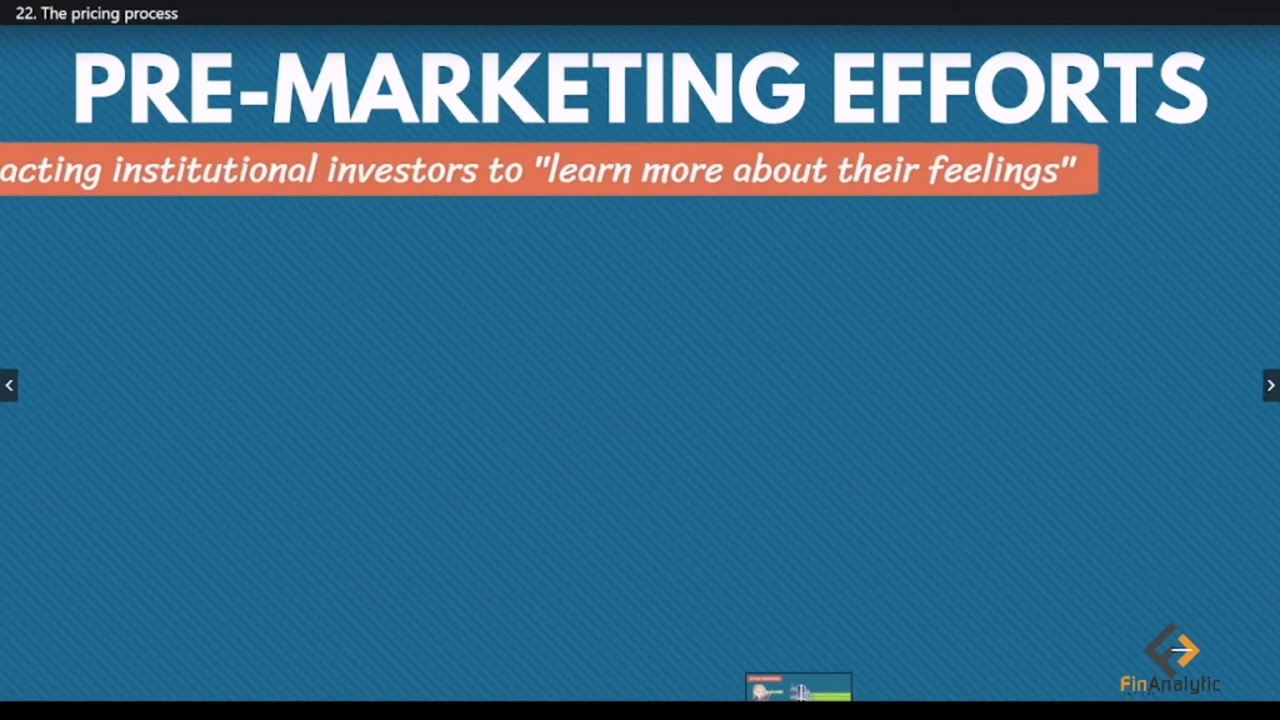 22. The pricing process
PRE-MARKETING EFFORTS
acting institutional investors to "learn more about their feelings"
FinAnalytic